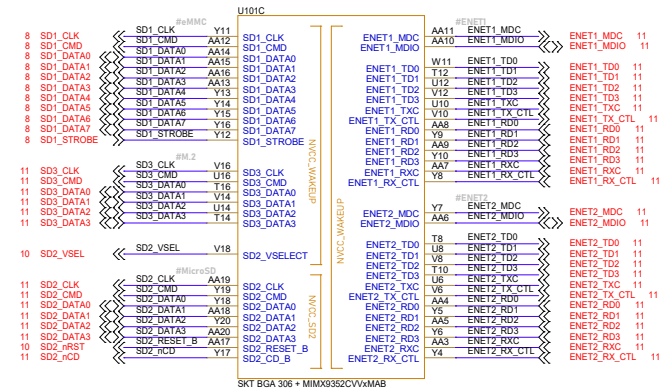 U101C
#eMMC
8 SD1_CLK SD1_CLK Y11 SD1_CLK
8 SD1_CMD SD1_CMD AA10 SD1_CMD
8 SD1_DATA0 SD1_DATA0 AA14 SD1_DATA0
8 SD1_DATA1 SD1_DATA1 AA15 SD1_DATA1
8 SD1_DATA2 SD1_DATA2 AA16 SD1_DATA2
8 SD1_DATA3 SD1_DATA3 AA13 SD1_DATA3
8 SD1_DATA4 SD1_DATA4 Y13 SD1_DATA4
8 SD1_DATA5 SD1_DATA5 Y14 SD1_DATA5
8 SD1_DATA6 SD1_DATA6 Y15 SD1_DATA6
8 SD1_DATA7 SD1_DATA7 Y16 SD1_DATA7
8 SD1_STROBE SD1_STROBE Y12 SD1_STROBE
#M.2
11 SD3_CLK SD3_CLK V16 SD3_CLK
11 SD3_CMD SD3_CMD U16 SD3_CMD
11 SD3_DATA0 SD3_DATA0 T16 SD3_DATA0
11 SD3_DATA1 SD3_DATA1 V14 SD3_DATA1
11 SD3_DATA2 SD3_DATA2 U14 SD3_DATA2
11 SD3_DATA3 SD3_DATA3 T14 SD3_DATA3
10 SD2_VSEL SD2_VSEL V18 SD2_VSELECT
#MicroSD
11 SD2_CLK SD2_CLK AA19 SD2_CLK
11 SD2_CMD SD2_CMD Y19 SD2_CMD
11 SD2_DATA0 SD2_DATA0 Y18 SD2_DATA0
11 SD2_DATA1 SD2_DATA1 AA18 SD2_DATA1
11 SD2_DATA2 SD2_DATA2 Y20 SD2_DATA2
11 SD2_DATA3 SD2_DATA3 AA20 SD2_DATA3
10 SD2_nRST SD2_RESET_B AA17 SD2_RESET_B
11 SD2_nCD SD2_nCD Y17 SD2_CD_B
NVCC_WAKEUP
NVCC_SD2
NVCC_WAKEUP
#ENET1
ENET1_MDC AA11 ENET1_MDC ENET1_MDC 11
ENET1_MDIO AA10 ENET1_MDIO ENET1_MDIO 11
ENET1_TD0 W11 ENET1_TD0 ENET1_TD0 11
ENET1_TD1 T12 ENET1_TD1 ENET1_TD1 11
ENET1_TD2 U12 ENET1_TD2 ENET1_TD2 11
ENET1_TD3 V12 ENET1_TD3 ENET1_TD3 11
ENET1_TXC U10 ENET1_TXC ENET1_TXC 11
ENET1_TX_CTL V10 ENET1_TX_CTL ENET1_TX_CTL 11
ENET1_RD0 AA8 ENET1_RD0 ENET1_RD0 11
ENET1_RD1 Y9 ENET1_RD1 ENET1_RD1 11
ENET1_RD2 AA9 ENET1_RD2 ENET1_RD2 11
ENET1_RD3 Y10 ENET1_RD3 ENET1_RD3 11
ENET1_RXC AA7 ENET1_RXC ENET1_RXC 11
ENET1_RX_CTL Y8 ENET1_RX_CTL ENET1_RX_CTL 11
#ENET2
ENET2_MDC Y7 ENET2_MDC ENET2_MDC 11
ENET2_MDIO AA6 ENET2_MDIO ENET2_MDIO 11
ENET2_TD0 T8 ENET2_TD0 ENET2_TD0 11
ENET2_TD1 U8 ENET2_TD1 ENET2_TD1 11
ENET2_TD2 V8 ENET2_TD2 ENET2_TD2 11
ENET2_TD3 T10 ENET2_TD3 ENET2_TD3 11
ENET2_TXC U6 ENET2_TXC ENET2_TXC 11
ENET2_TX_CTL V6 ENET2_TX_CTL ENET2_TX_CTL 11
ENET2_RD0 AA4 ENET2_RD0 ENET2_RD0 11
ENET2_RD1 Y5 ENET2_RD1 ENET2_RD1 11
ENET2_RD2 AA5 ENET2_RD2 ENET2_RD2 11
ENET2_RD3 Y6 ENET2_RD3 ENET2_RD3 11
ENET2_RXC AA3 ENET2_RXC ENET2_RXC 11
ENET2_RX_CTL Y4 ENET2_RX_CTL ENET2_RX_CTL 11
SKT BGA 306 + MIMX9352CVVxMAB